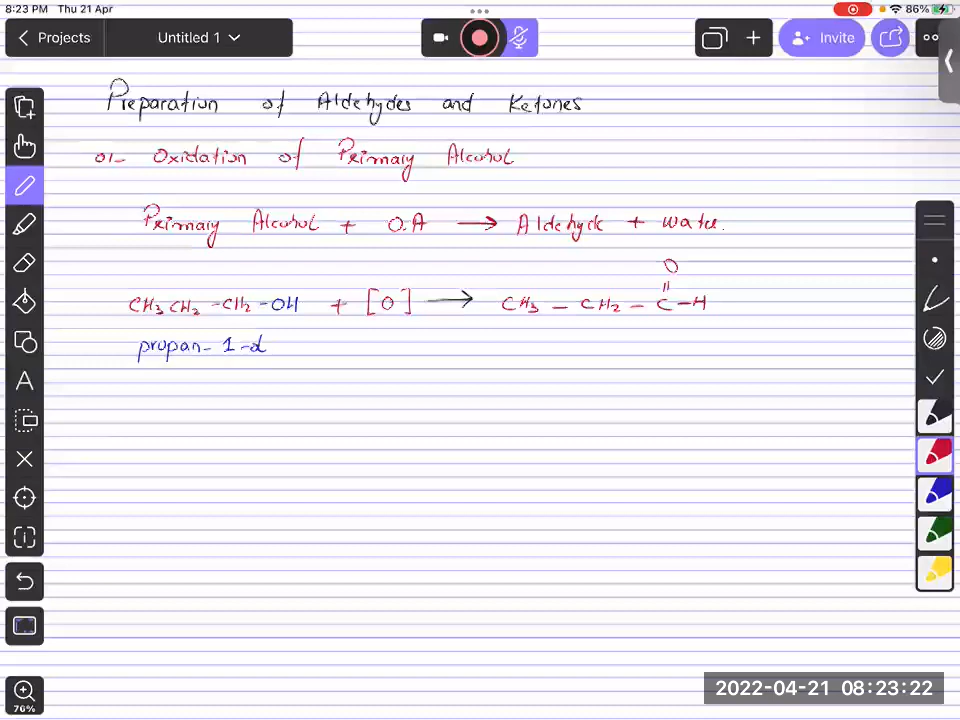 8:23 PM Thu 21 Apr
86%
Projects
Untitled 1
Invite
Preparation of Aldehydes and Ketones
01- Oxidation of Primary Alcohol
Primary Alcohol + O.A → Aldehyde + water.
O
CH3 CH2 -CH2 -OH + [O] → CH3 - CH2 - C - H
propan-1-ol
A
76%
2022-04-21 08:23:22